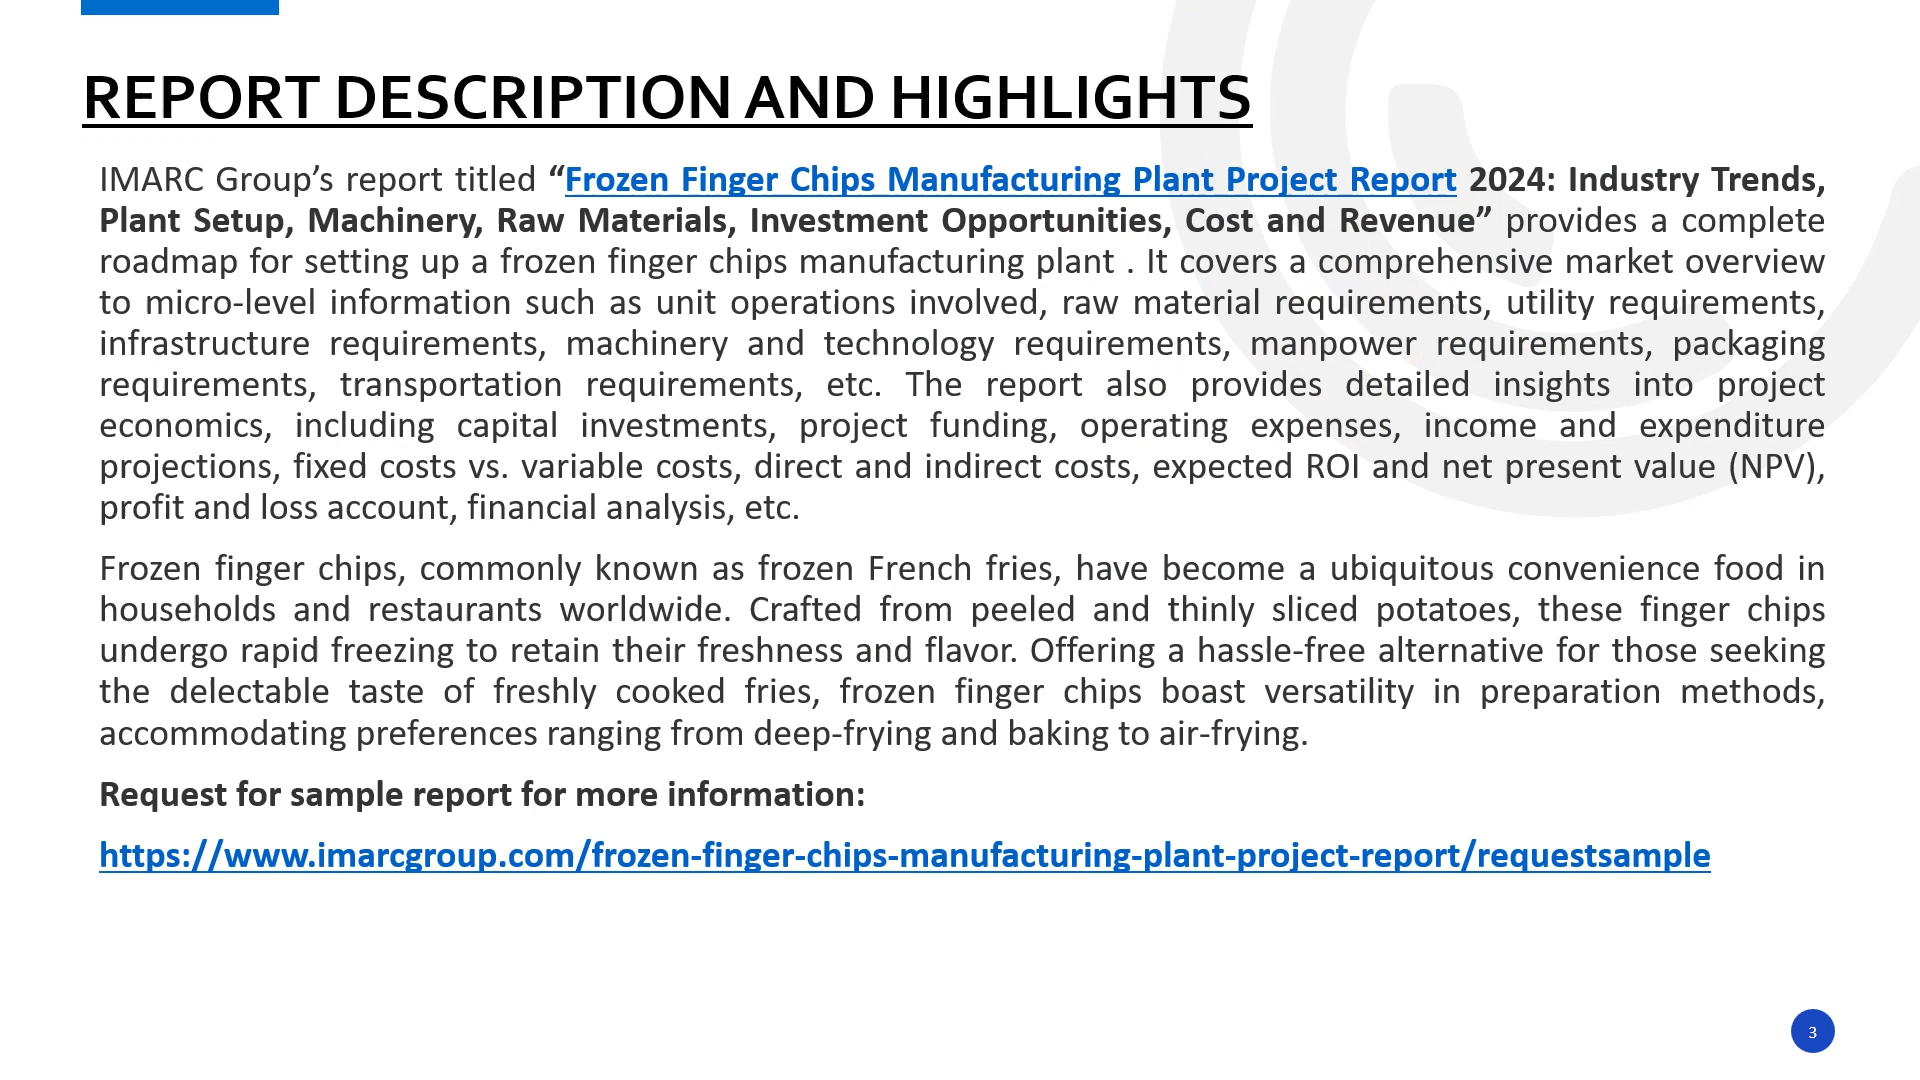 REPORT DESCRIPTION AND HIGHLIGHTS
IMARC Group’s report titled “Frozen Finger Chips Manufacturing Plant Project Report 2024: Industry Trends,
Plant Setup, Machinery, Raw Materials, Investment Opportunities, Cost and Revenue” provides a complete
roadmap for setting up a frozen finger chips manufacturing plant . It covers a comprehensive market overview
to micro-level information such as unit operations involved, raw material requirements, utility requirements,
infrastructure requirements, machinery and technology requirements, manpower requirements, packaging
requirements, transportation requirements, etc. The report also provides detailed insights into project
economics, including capital investments, project funding, operating expenses, income and expenditure
projections, fixed costs vs. variable costs, direct and indirect costs, expected ROI and net present value (NPV),
profit and loss account, financial analysis, etc.
Frozen finger chips, commonly known as frozen French fries, have become a ubiquitous convenience food in
households and restaurants worldwide. Crafted from peeled and thinly sliced potatoes, these finger chips
undergo rapid freezing to retain their freshness and flavor. Offering a hassle-free alternative for those seeking
the delectable taste of freshly cooked fries, frozen finger chips boast versatility in preparation methods,
accommodating preferences ranging from deep-frying and baking to air-frying.
Request for sample report for more information:
https://www.imarcgroup.com/frozen-finger-chips-manufacturing-plant-project-report/requestsample
3